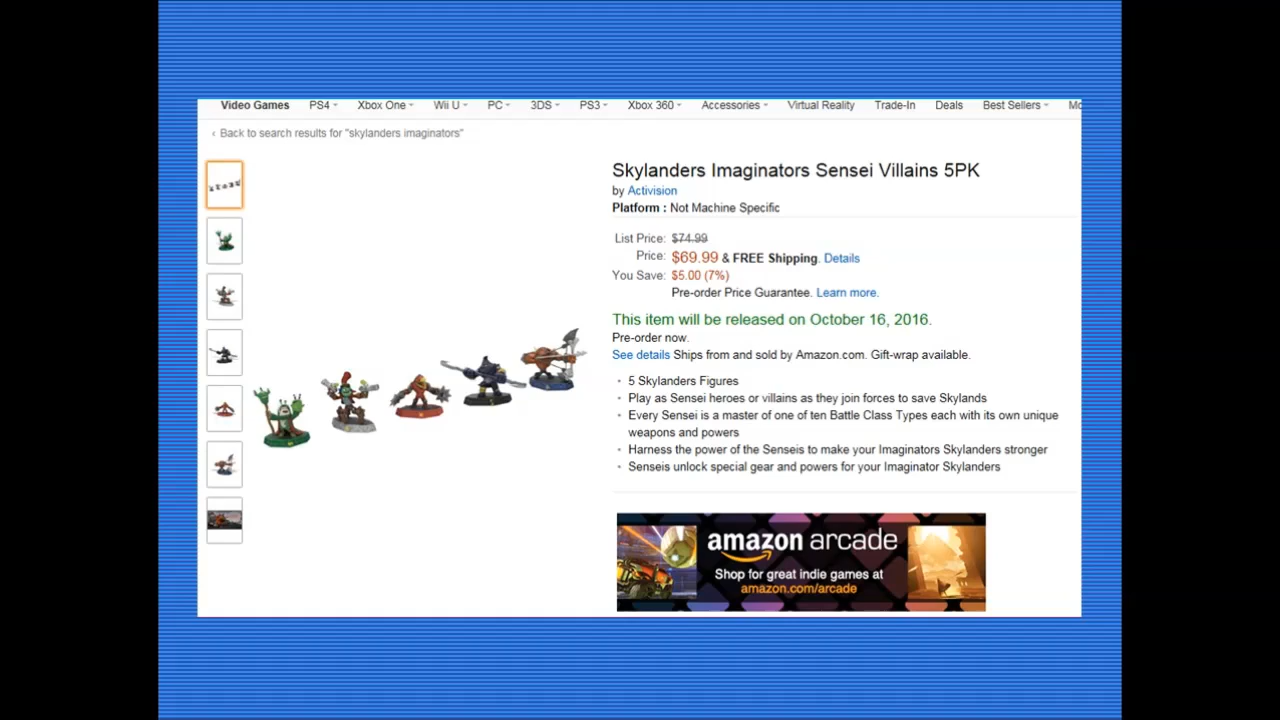 Video Games PS4 Xbox One Wii U PC 3DS PS3 Xbox 360 Accessories Virtual Reality Trade-In Deals Best Sellers
‹ Back to search results for "skylanders imaginators"
Skylanders Imaginators Sensei Villains 5PK
by Activision
Platform : Not Machine Specific
List Price: $74.99
Price: $69.99 & FREE Shipping. Details
You Save: $5.00 (7%)
Pre-order Price Guarantee. Learn more.
This item will be released on October 16, 2016.
Pre-order now.
See details Ships from and sold by Amazon.com. Gift-wrap available.
• 5 Skylanders Figures
• Play as Sensei heroes or villains as they join forces to save Skylands
• Every Sensei is a master of one of ten Battle Class Types each with its own unique
weapons and powers
• Harness the power of the Senseis to make your Imaginators Skylanders stronger
• Senseis unlock special gear and powers for your Imaginator Skylanders
amazon arcade
Shop for great indie games at
amazon.com/arcade